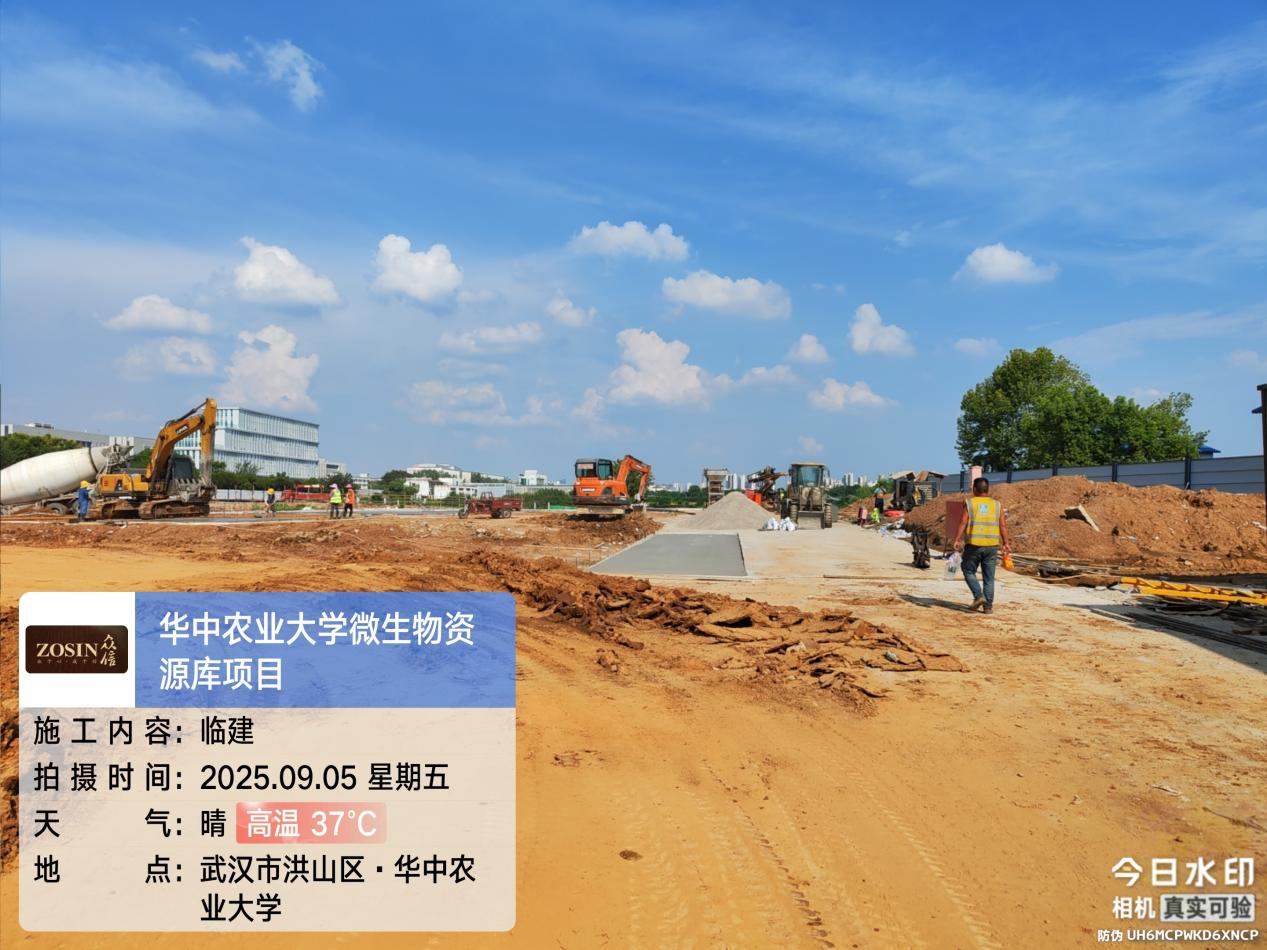 ZOSIN 众信
华中农业大学微生物资
源库项目
施工内容：临建
拍摄时间：2025.09.05 星期五
天气：晴 高温 37°C
地点：武汉市洪山区·华中农
业大学
今日水印
相机 真实可验
防伪 UH6MCPWKD6XNCP